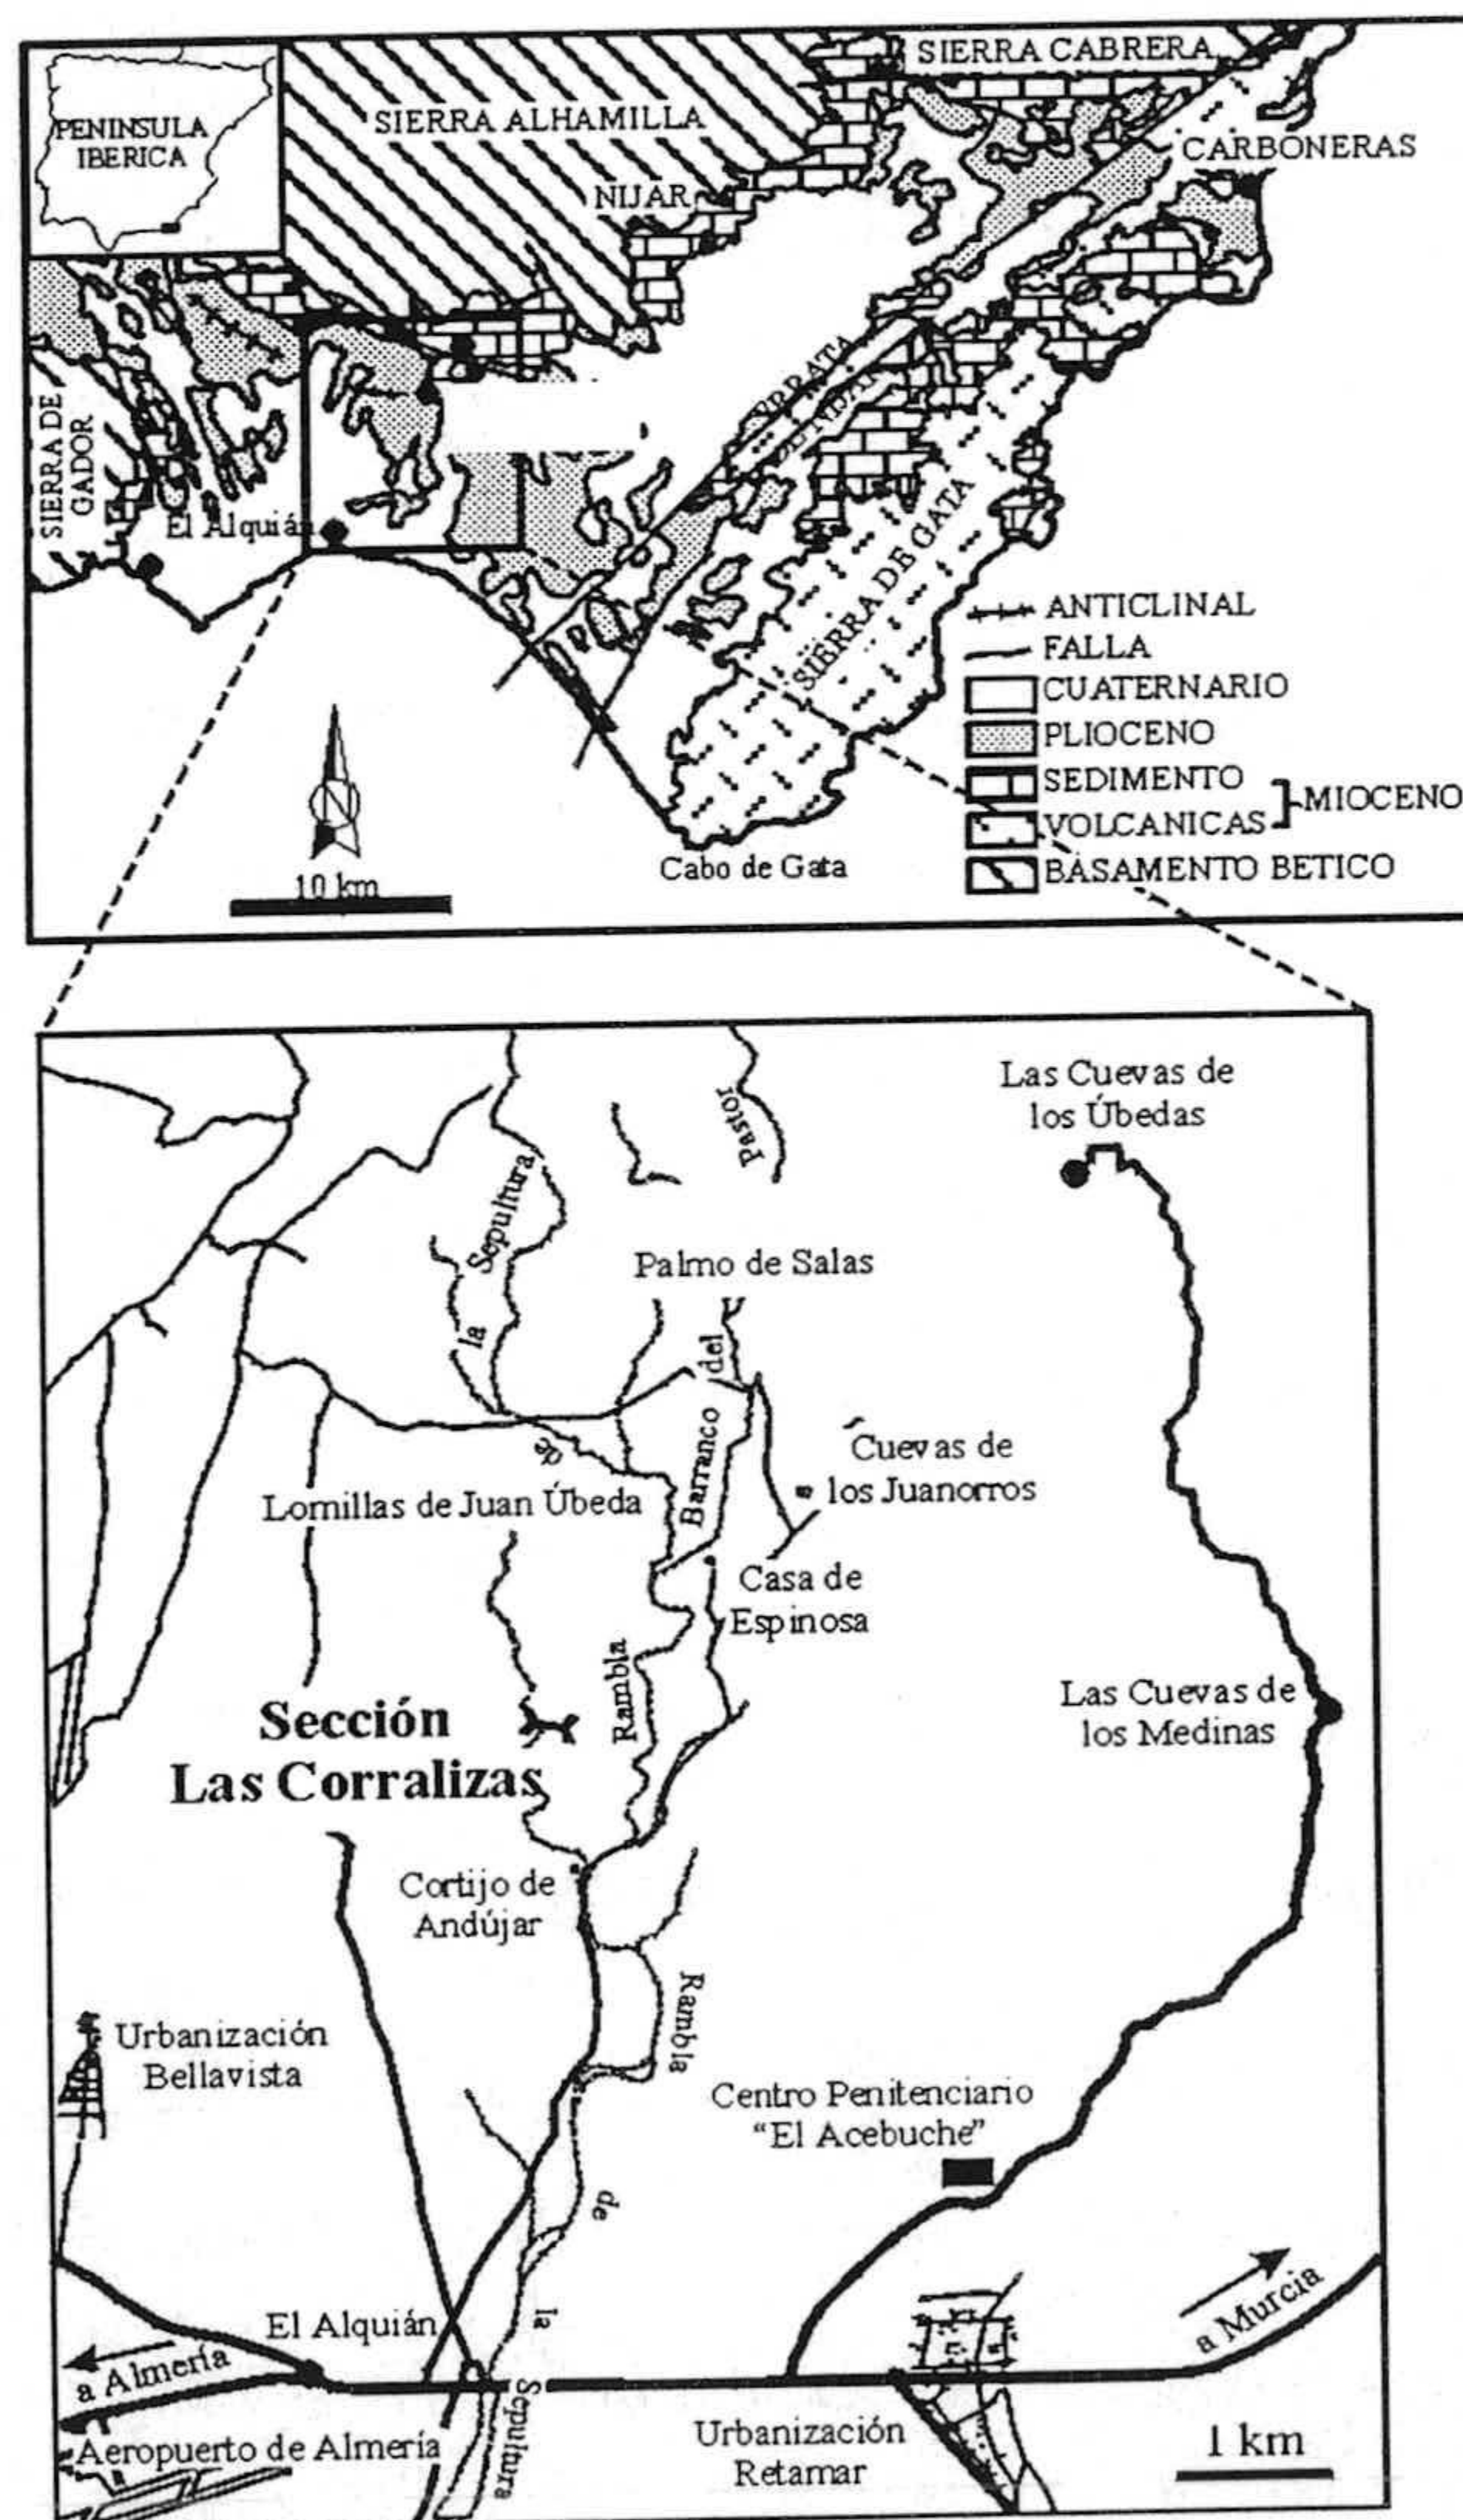 PENINSULA
IBERICA
SIERRA ALHAMILLA
SIERRA CABRERA
NIJAR
CARBONERAS
SIERRA DE
GADOR
El Alquián
SIERRA DE GATA
ANTICLINAL
FALLA
CUATERNARIO
PLIOCENO
SEDIMENTO
VOLCANICAS
MIOCENO
BASAMENTO BETICO
N
10 km
Cabo de Gata
Las Cuevas de
los Úbedas
Pastor
Sepultura
la
Palmo de Salas
del
Barranco
de
Cuevas de
los Juanorros
Lomillas de Juan Úbeda
Casa de
Espinosa
Rambla
Sección
Las Corralizas
Las Cuevas de
los Medinas
Cortijo de
Andújar
Rambla
Urbanización
Bellavista
Centro Penitenciario
“El Acebuche”
de
la
Sepultura
El Alquián
a Almería
a Murcia
Aeropuerto de Almería
Urbanización
Retamar
1 km